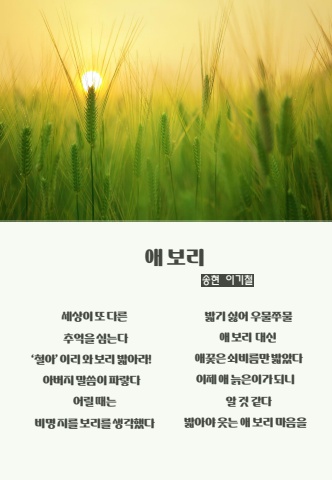 애 보리
송현 이기철
세상이 또 다른
추억을 심는다
'철아' 이리 와 보리 밟아라!
아버지 말씀이 파랗다
어릴 때는
비명 지를 보리를 생각했다
밟기 싫어 우물쭈물
애 보리 대신
애꿎은 쇠비름만 밟았다
이제 애 늙은이가 되니
알 것 같다
밟아야 웃는 애 보리 마음을